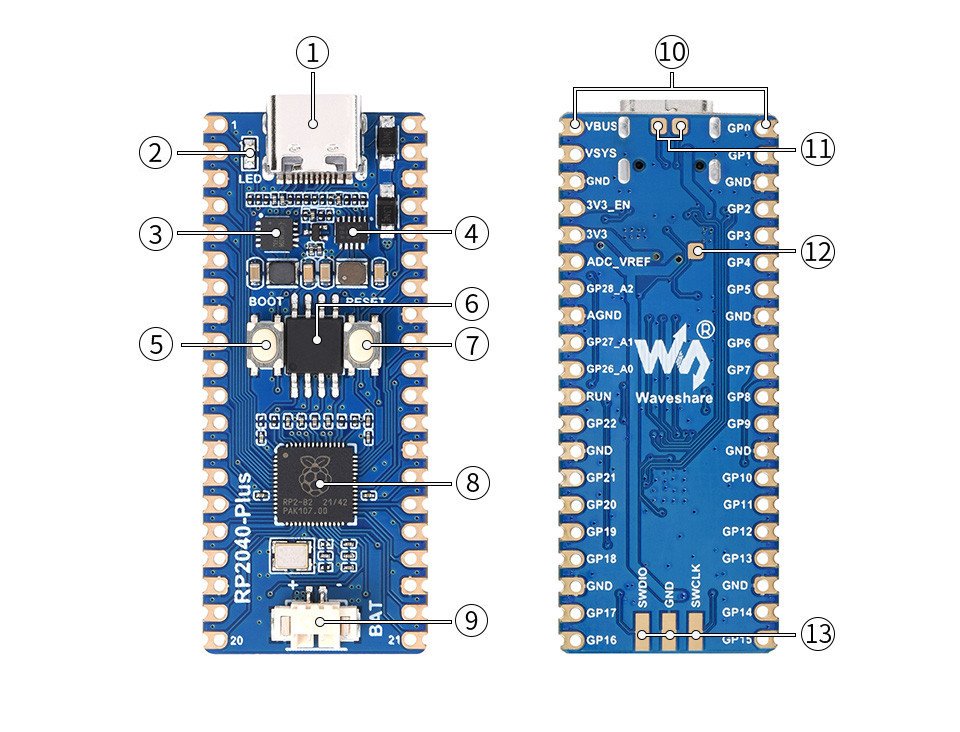 ①
②
③
④
⑤
⑥
⑦
⑧
⑨
1
LED
BOOT
RESET
RP2-B2 21/42
PAK107.00
RP2040-Plus
+ -
BAT
20
21
⑩
⑪
⑫
⑬
VBUS
VSYS
GND
3V3_EN
3V3
ADC_VREF
GP28_A2
AGND
GP27_A1
GP26_A0
RUN
GP22
GND
GP21
GP20
GP19
GP18
GND
GP17
GP16
GP0
GP1
GND
GP2
GP3
GP4
GP5
GND
GP6
GP7
GP8
GP9
GND
GP10
GP11
GP12
GP13
GND
GP14
GP15
®
Waveshare
SWDIO
GND
SWCLK